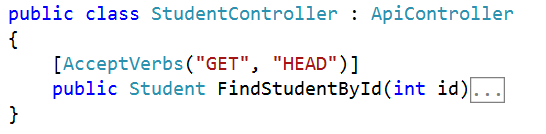 public class StudentController : ApiController
{
[AcceptVerbs("GET", "HEAD")]
public Student FindStudentById(int id)...
}